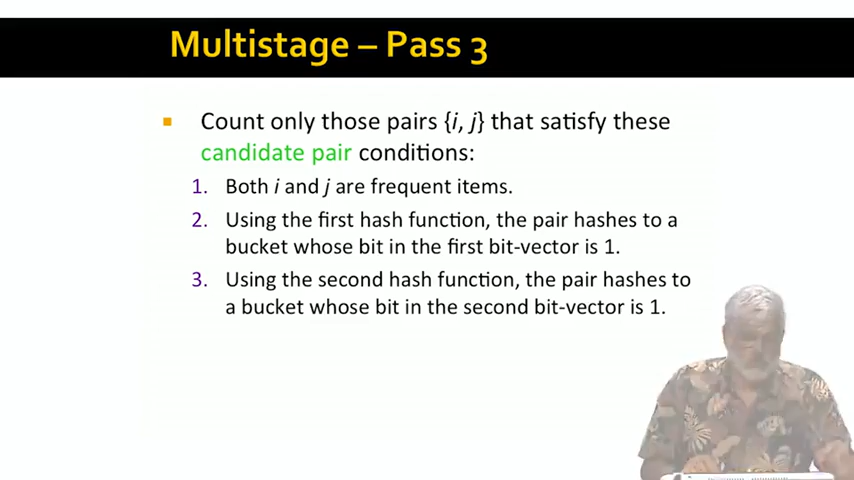 Multistage – Pass 3
Count only those pairs {i, j} that satisfy these
candidate pair conditions:
1. Both i and j are frequent items.
2. Using the first hash function, the pair hashes to a
bucket whose bit in the first bit-vector is 1.
3. Using the second hash function, the pair hashes to
a bucket whose bit in the second bit-vector is 1.